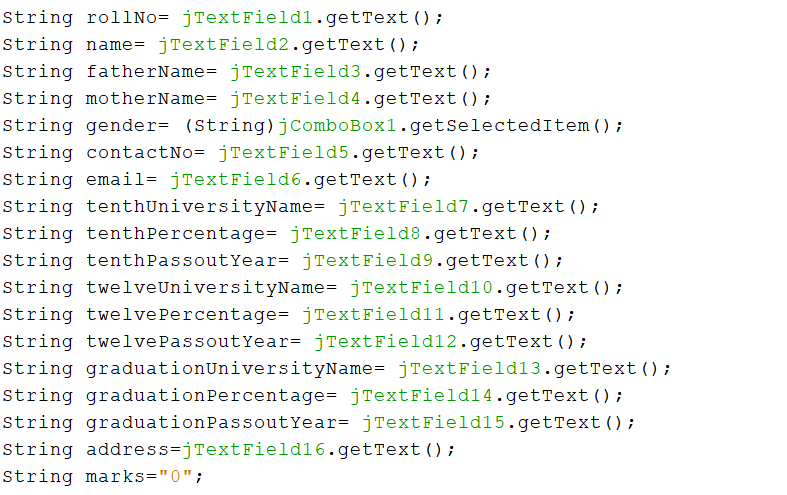 String rollNo= jTextField1.getText();
String name= jTextField2.getText();
String fatherName= jTextField3.getText();
String motherName= jTextField4.getText();
String gender= (String)jComboBox1.getSelectedItem();
String contactNo= jTextField5.getText();
String email= jTextField6.getText();
String tenthUniversityName= jTextField7.getText();
String tenthPercentage= jTextField8.getText();
String tenthPassoutYear= jTextField9.getText();
String twelveUniversityName= jTextField10.getText();
String twelvePercentage= jTextField11.getText();
String twelvePassoutYear= jTextField12.getText();
String graduationUniversityName= jTextField13.getText();
String graduationPercentage= jTextField14.getText();
String graduationPassoutYear= jTextField15.getText();
String address=jTextField16.getText();
String marks="0";